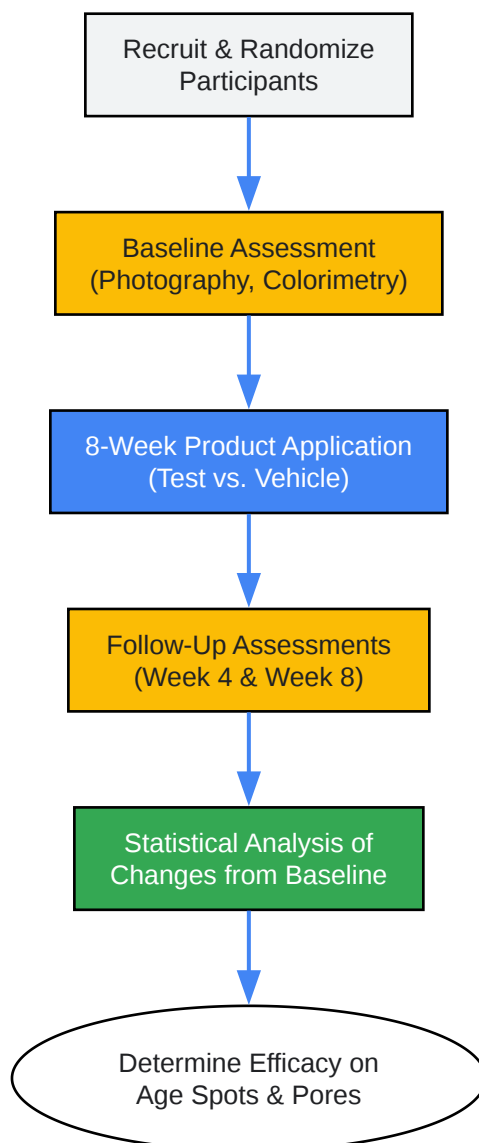 Recruit & Randomize
Participants
Baseline Assessment
(Photography, Colorimetry)
8-Week Product Application
(Test vs. Vehicle)
Follow-Up Assessments
(Week 4 & Week 8)
Statistical Analysis of
Changes from Baseline
Determine Efficacy on
Age Spots & Pores